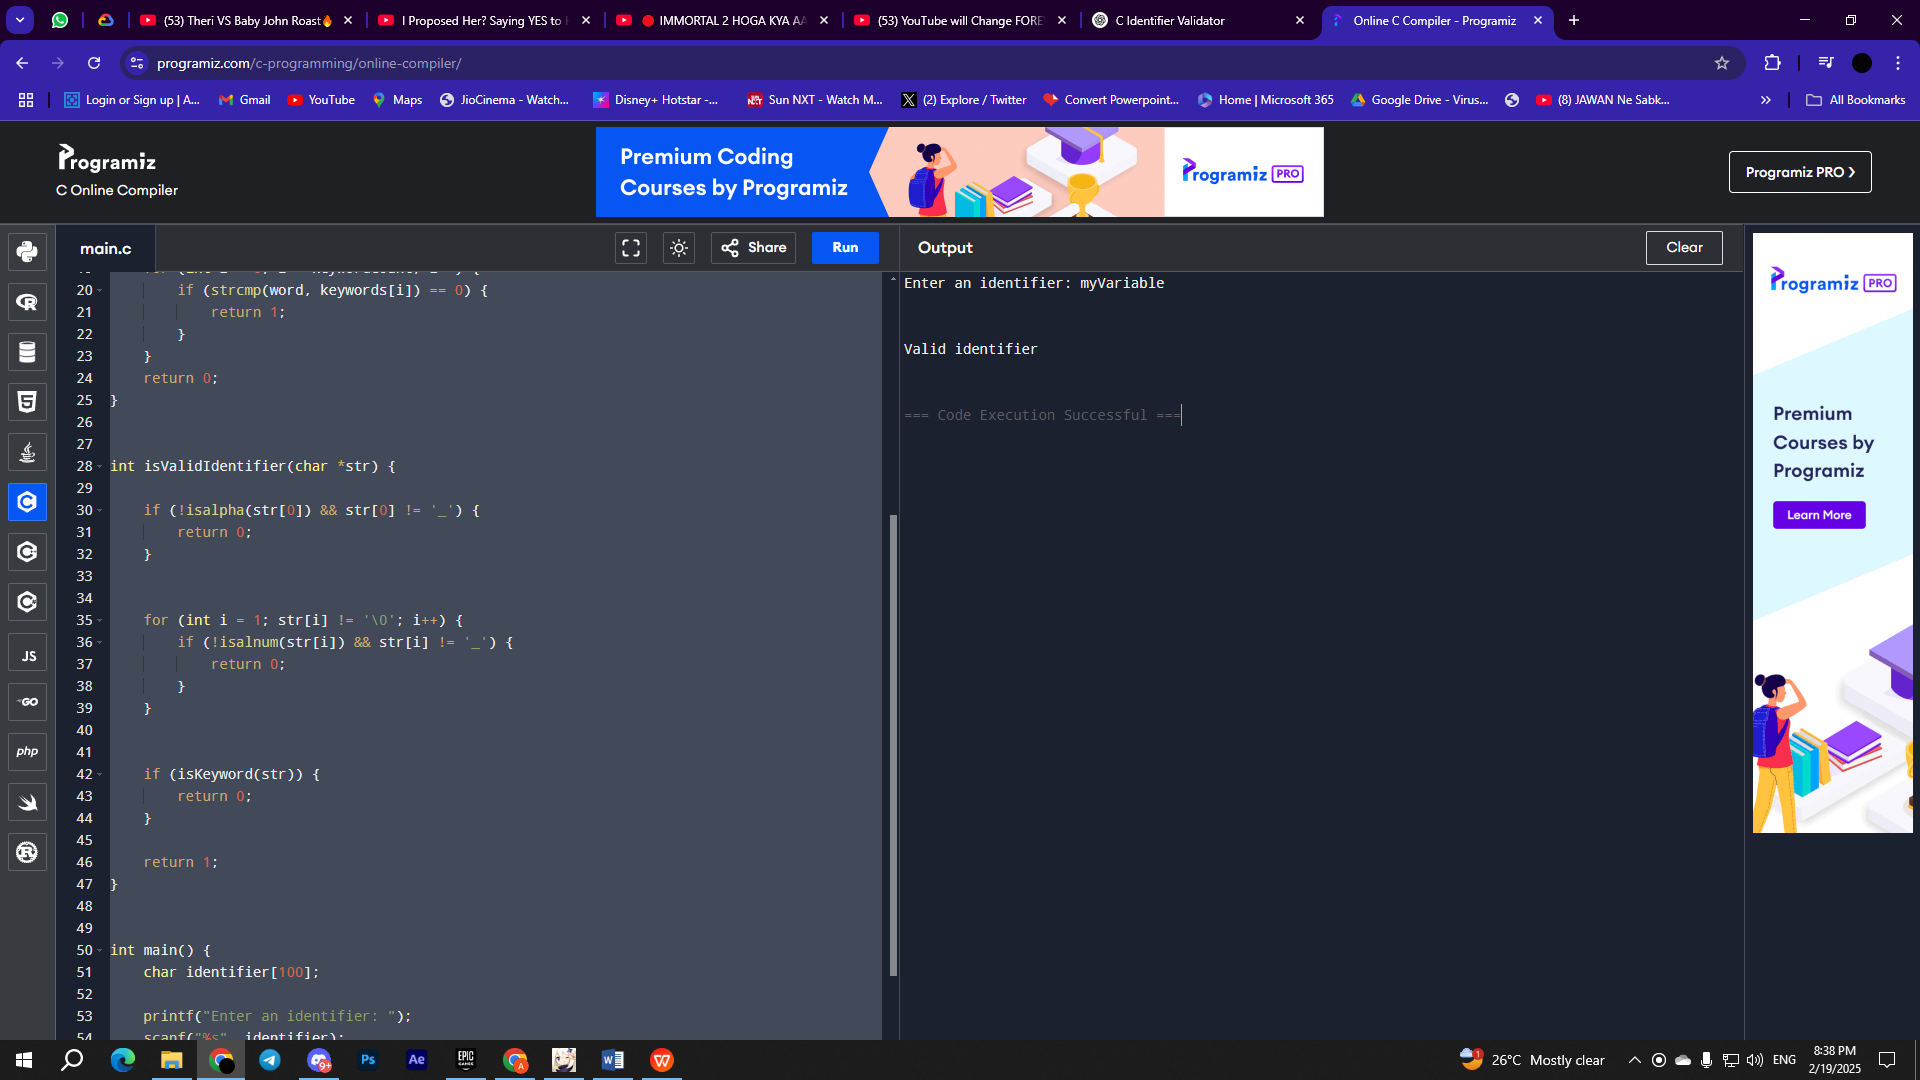 (53) Theri VS Baby John Roast🔥
I Proposed Her? Saying YES to
IMMORTAL 2 HOGA KYA AA
(53) YouTube will Change FORE
C Identifier Validator
Online C Compiler - Programiz
programiz.com/c-programming/online-compiler/
Login or Sign up | A...
Gmail
YouTube
Maps
JioCinema - Watch...
Disney+ Hotstar -...
Sun NXT - Watch M...
(2) Explore / Twitter
Convert Powerpoint...
Home | Microsoft 365
Google Drive - Virus...
(8) JAWAN Ne Sabk...
All Bookmarks
Programiz
C Online Compiler
Premium Coding
Courses by Programiz
Programiz PRO
Programiz PRO ❯
main.c
Share
Run
Output
Clear
20 if (strcmp(word, keywords[i]) == 0) {
21 return 1;
22 }
23 }
24 return 0;
25 }
26
27
28 int isValidIdentifier(char *str) {
29
30 if (!isalpha(str[0]) && str[0] != '_') {
31 return 0;
32 }
33
34
35 for (int i = 1; str[i] != '\0'; i++) {
36 if (!isalnum(str[i]) && str[i] != '_') {
37 return 0;
38 }
39 }
40
41
42 if (isKeyword(str)) {
43 return 0;
44 }
45
46 return 1;
47 }
48
49
50 int main() {
51 char identifier[100];
52
53 printf("Enter an identifier: ");
54 scanf("%s", identifier);
Enter an identifier: myVariable
Valid identifier
=== Code Execution Successful ===
Programiz PRO
Premium
Courses by
Programiz
Learn More
JS
GO
php
Ps
Ae
EPIC
GAMES
9+
A
W
1
26°C Mostly clear
ENG
8:38 PM
2/19/2025